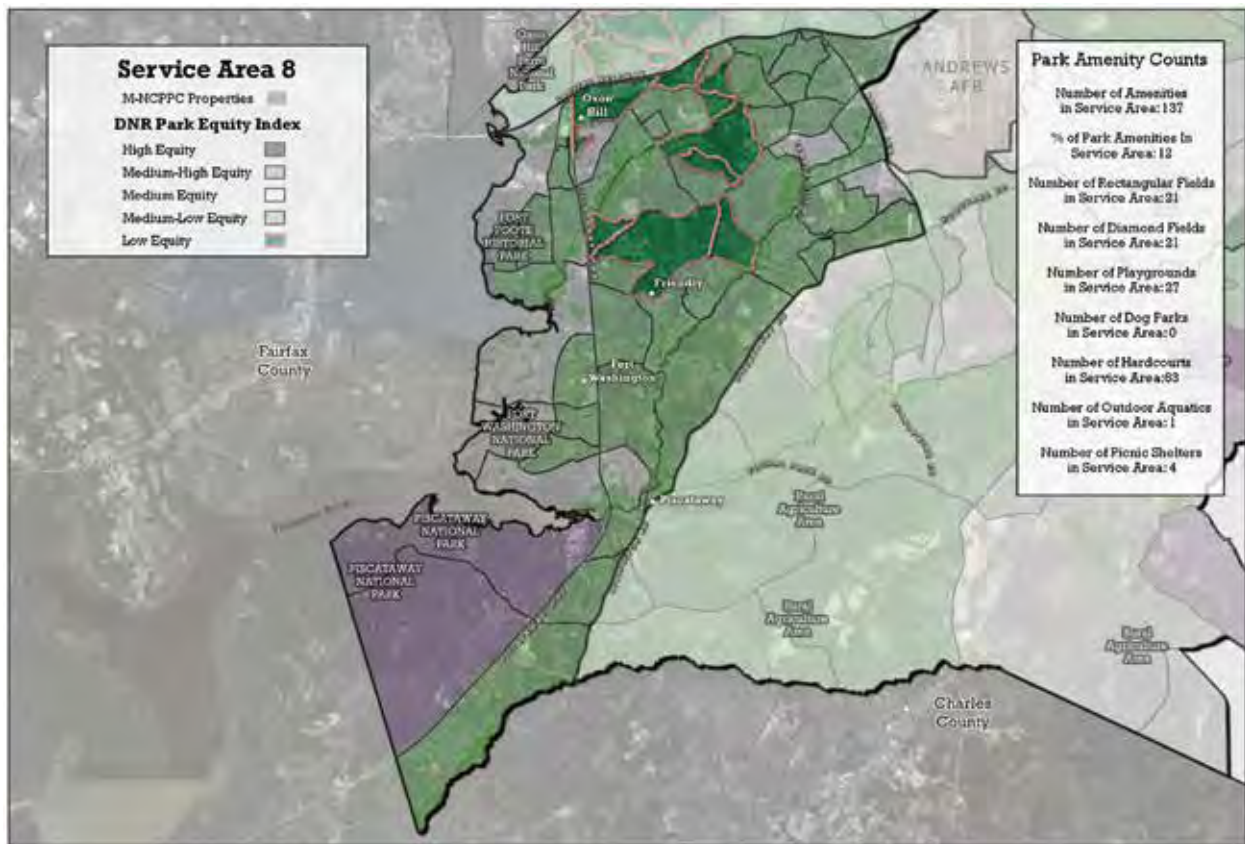 Service Area 8
M-NCPPC Properties
DNR Park Equity Index
High Equity
Medium-High Equity
Medium Equity
Medium-Low Equity
Low Equity
Park Amenity Counts
Number of Amenities
in Service Area: 137
% of Park Amenities In
Service Area: 12
Number of Rectangular Fields
in Service Area: 21
Number of Diamond Fields
in Service Area: 21
Number of Playgrounds
in Service Area: 27
Number of Dog Parks
in Service Area: 0
Number of Hardcourts
in Service Area:63
Number of Outdoor Aquatics
in Service Area: 1
Number of Picnic Shelters
in Service Area: 4
ANDREWS
AFB
Oxon
Hill
National
Park
Oxon
Hill
FORT
FOOTE
HISTORICAL
PARK
Friendly
Fairfax
County
Fort
Washington
FORT
WASHINGTON
NATIONAL
PARK
Piscataway
PISCATAWAY
NATIONAL
PARK
PISCATAWAY
NATIONAL
PARK
Rural
Agriculture
Area
Rural
Agriculture
Area
Rural
Agriculture
Area
Charles
County